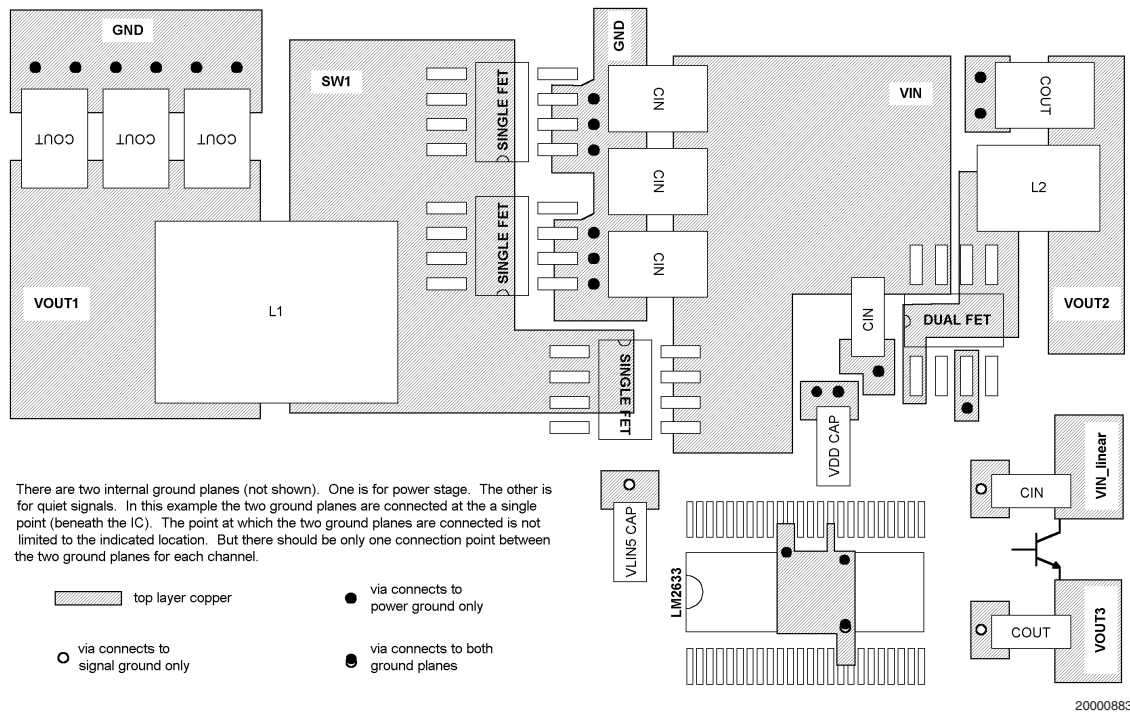 GND
COUT
COUT
COUT
VOUT1
L1
SW1
SINGLE FET
SINGLE FET
SINGLE FET
GND
CIN
CIN
CIN
VIN
COUT
L2
VOUT2
CIN
DUAL FET
VDD CAP
There are two internal ground planes (not shown). One is for power stage. The other is
for quiet signals. In this example the two ground planes are connected at the a single
point (beneath the IC). The point at which the two ground planes are connected is not
limited to the indicated location. But there should be only one connection point between
the two ground planes for each channel.
top layer copper
via connects to
power ground only
via connects to
signal ground only
via connects to both
ground planes
VLIN5 CAP
LM2633
VIN_linear
CIN
COUT
VOUT3
20000883